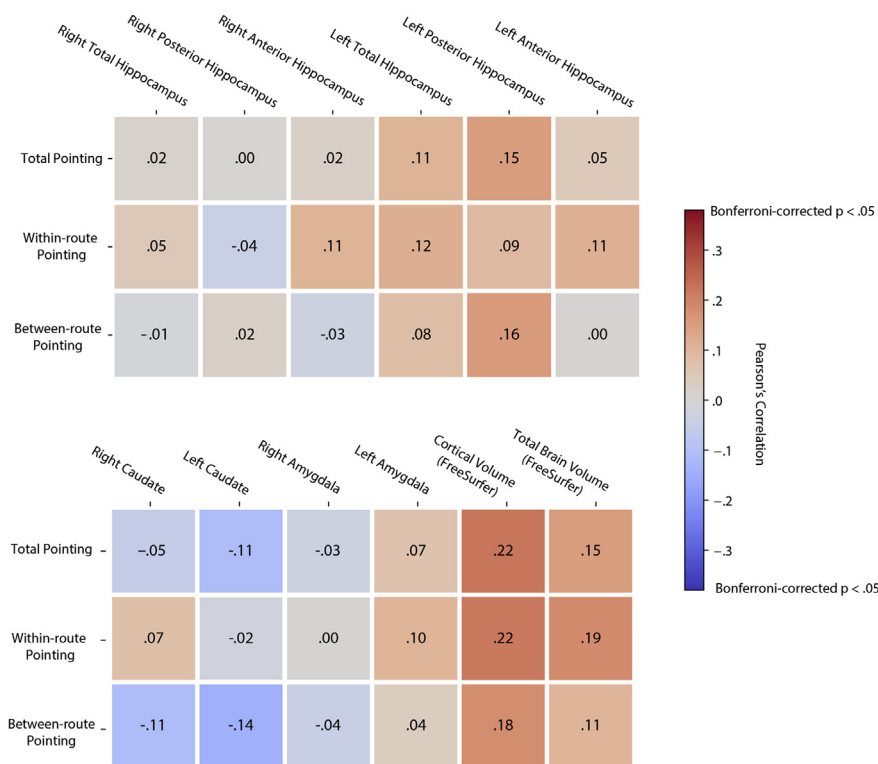 Right Total Hippocampus
Right Posterior Hippocampus
Right Anterior Hippocampus
Left Total HIppocampus
Left Posterior Hippocampus
Left Anterior Hippocampus
Total Pointing
.02 .00 .02 .11 .15 .05
Within-route
Pointing
.05 -.04 .11 .12 .09 .11
Between-route
Pointing
-.01 .02 -.03 .08 .16 .00
Bonferroni-corrected p < .05
.3
.2
.1
.0
-.1
-.2
-.3
Bonferroni-corrected p < .05
Pearson's Correlation
Right Caudate
Left Caudate
Right Amygdala
Left Amygdala
Cortical Volume
(FreeSurfer)
Total Brain Volume
(FreeSurfer)
Total Pointing
-.05 -.11 -.03 .07 .22 .15
Within-route
Pointing
.07 -.02 .00 .10 .22 .19
Between-route
Pointing
-.11 -.14 -.04 .04 .18 .11